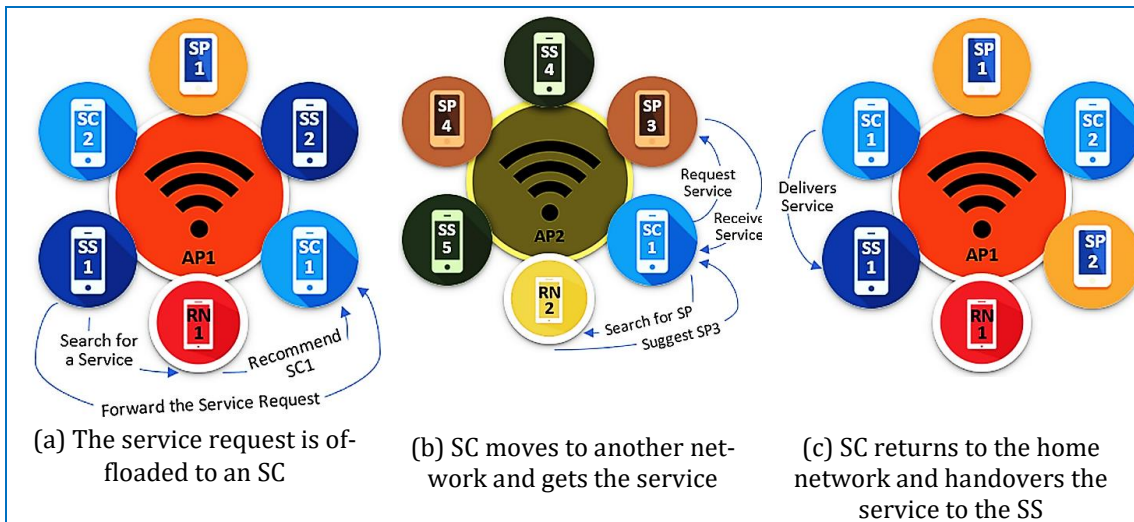 SP
1
SC
2
SS
2
SS
1
SC
1
AP1
RN
1
Search for
a Service
Recommend
SC1
Forward the Service Request
(a) The service request is of-
floaded to an SC
SS
4
SP
4
SP
3
Request
Service
Receive
Service
SS
5
AP2
SC
1
RN
2
Search for SP
Suggest SP3
(b) SC moves to another net-
work and gets the service
SP
1
SC
1
SC
2
Delivers
Service
SS
1
AP1
SP
2
RN
1
(c) SC returns to the home
network and handovers the
service to the SS